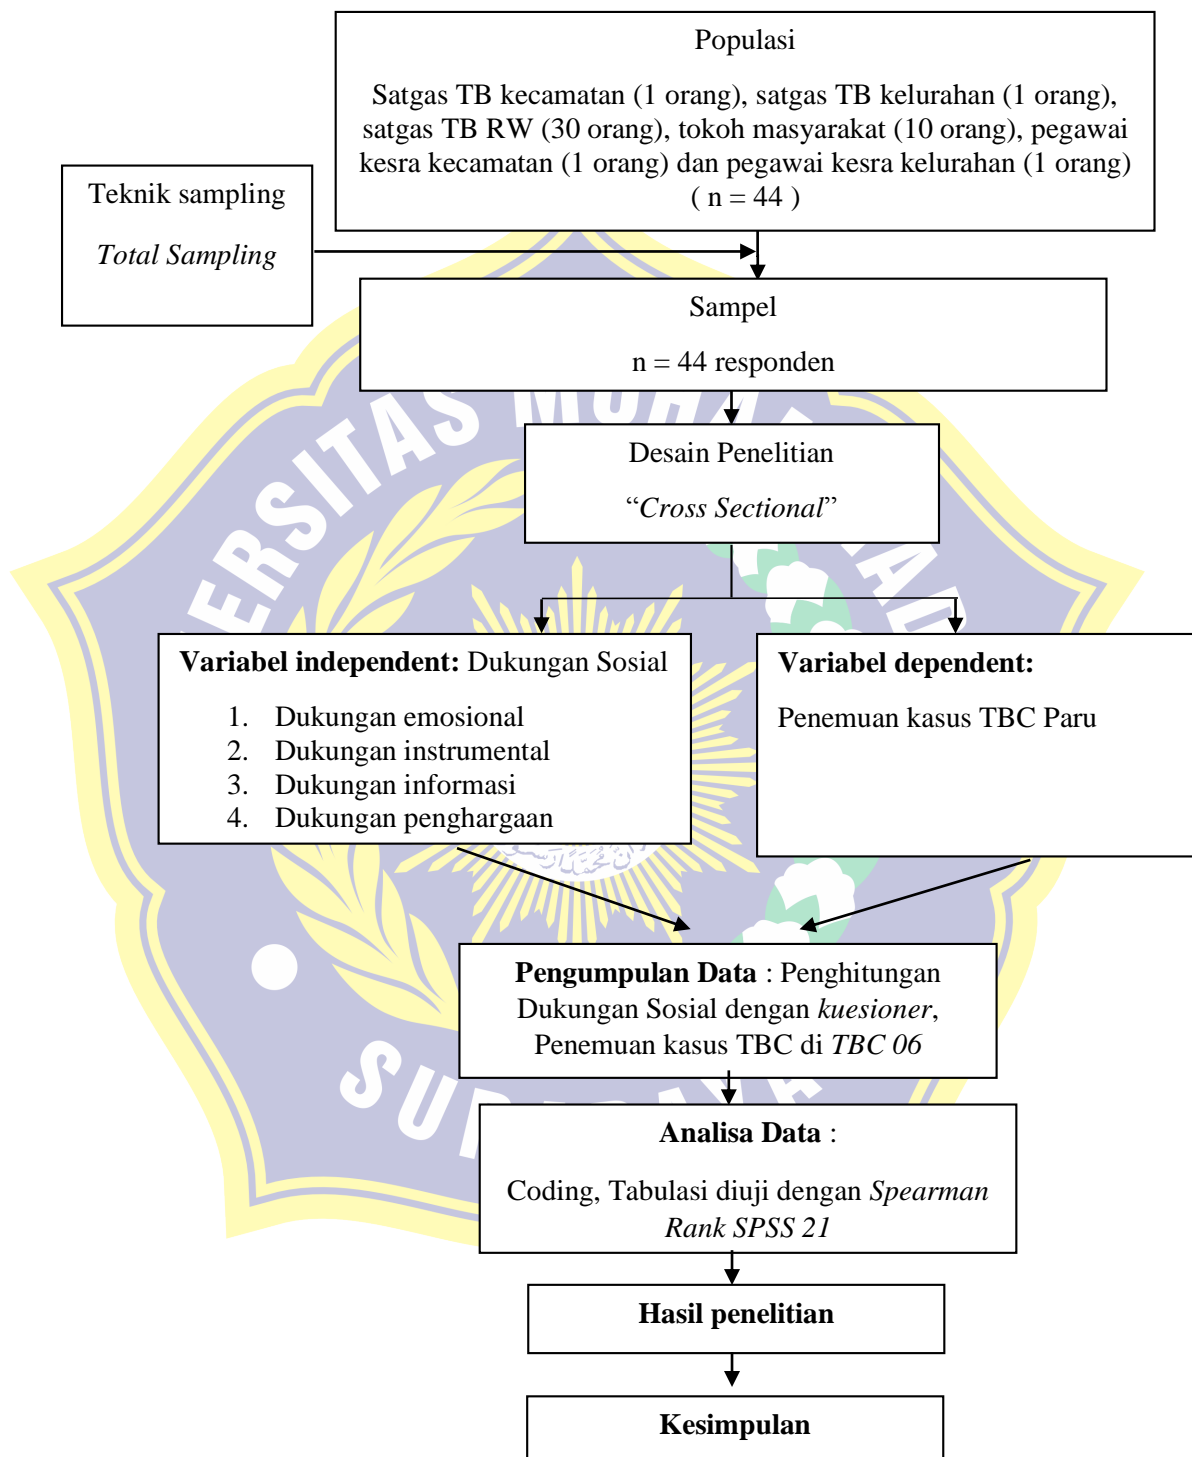 Populasi
Satgas TB kecamatan (1 orang), satgas TB kelurahan (1 orang),
satgas TB RW (30 orang), tokoh masyarakat (10 orang), pegawai
kesra kecamatan (1 orang) dan pegawai kesra kelurahan (1 orang)
( n = 44 )
Teknik sampling
Total Sampling
Sampel
n = 44 responden
Desain Penelitian
“Cross Sectional”
Variabel independent: Dukungan Sosial
1. Dukungan emosional
2. Dukungan instrumental
3. Dukungan informasi
4. Dukungan penghargaan
Variabel dependent:
Penemuan kasus TBC Paru
Pengumpulan Data : Penghitungan
Dukungan Sosial dengan kuesioner,
Penemuan kasus TBC di TBC 06
Analisa Data :
Coding, Tabulasi diuji dengan Spearman
Rank SPSS 21
Hasil penelitian
Kesimpulan